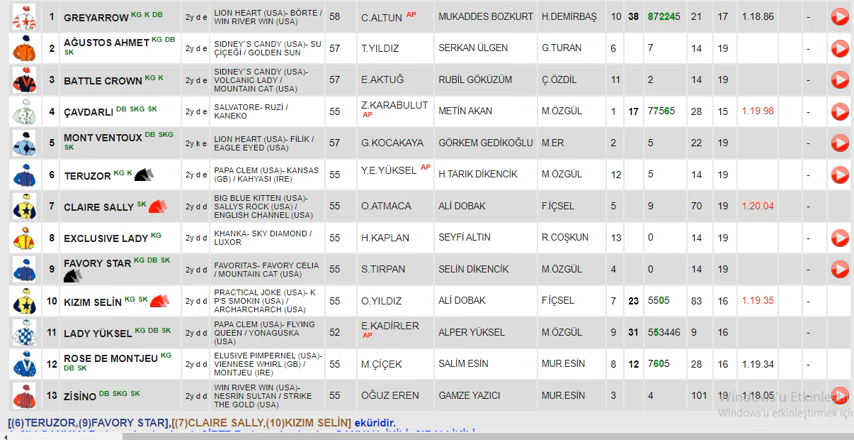 1 GREYARROW KG K DB 2y d e LION HEART (USA)- BÖRTE / WIN RIVER WIN (USA) 58 C.ALTUN AP MUKADDES BOZKURT H.DEMİRBAŞ 10 38 872245 21 17 1.18.86 -
2 AĞUSTOS AHMET KG DB SK 2y d e SIDNEY`S CANDY (USA)- SU ÇİÇEĞİ / GOLDEN SUN 57 T.YILDIZ SERKAN ÜLGEN G.TURAN 6 7 14 19 -
3 BATTLE CROWN KG K 2y d e SIDNEY`S CANDY (USA)- VOLCANIC LADY / MOUNTAIN CAT (USA) 57 E.AKTUĞ RUBİL GÖKÜZÜM Ç.ÖZDİL 11 2 14 19 -
4 ÇAVDARLI DB SKG SK 2y d e SALVATORE- RUZİ / KANEKO 55 Z.KARABULUT AP METİN AKAN M.ÖZGÜL 1 17 77565 28 15 1.19.98 -
5 MONT VENTOUX DB SKG SK 2y k e LION HEART (USA)- FİLİK / EAGLE EYED (USA) 57 G.KOCAKAYA GÖRKEM GEDİKOĞLU M.ER 2 5 22 19 -
6 TERUZOR KG K 2y d e PAPA CLEM (USA)- KANSAS (GB) / KAHYASI (IRE) 55 Y.E.YÜKSEL AP H.TARIK DİKENCİK M.ÖZGÜL 12 5 14 19 -
7 CLAIRE SALLY SK 2y d d BIG BLUE KITTEN (USA)- SALLYS ROCK (USA) / ENGLISH CHANNEL (USA) 55 O.ATMACA ALİ DOBAK F.İÇSEL 5 9 70 19 1.20.04 -
8 EXCLUSIVE LADY KG 2y d d KHANKA- SKY DIAMOND / LUXOR 55 H.KAPLAN SEYFİ ALTIN R.COŞKUN 13 0 14 19 -
9 FAVORY STAR KG DB SK 2y d d FAVORITAS- FAVORY CELIA / MOUNTAIN CAT (USA) 55 S.TIRPAN SELİN DİKENCİK M.ÖZGÜL 4 0 14 19 -
10 KIZIM SELİN KG SK 2y d d PRACTICAL JOKE (USA)- K P'S SMOKIN (USA) / ARCHARCHARCH (USA) 55 O.YILDIZ ALİ DOBAK F.İÇSEL 7 23 5505 83 16 1.19.35 -
11 LADY YÜKSEL KG DB SK 2y d d PAPA CLEM (USA)- FLYING QUEEN / YONAGUSKA (USA) 52 E.KADİRLER AP ALPER YÜKSEL M.ÖZGÜL 9 31 553446 9 16 -
12 ROSE DE MONTJEU KG DB SK 2y d d ELUSIVE PIMPERNEL (USA)- VIENNESE WHIRL (GB) / MONTJEU (IRE) 55 M.ÇİÇEK SALİM ESİN MUR.ESİN 8 12 7605 28 16 1.19.34 -
13 ZİSİNO DB SKG SK 2y d d WIN RIVER WIN (USA)- NESRİN SULTAN / STRIKE THE GOLD (USA) 55 OĞUZ EREN GAMZE YAZICI MUR.ESİN 3 4 101 19 1.18.05 -
Windows'u Etkinleştir
Windows'u etkinleştirmek için
[(6)TERUZOR,(9)FAVORY STAR],[(7)CLAIRE SALLY,(10)KIZIM SELİN] eküridir.